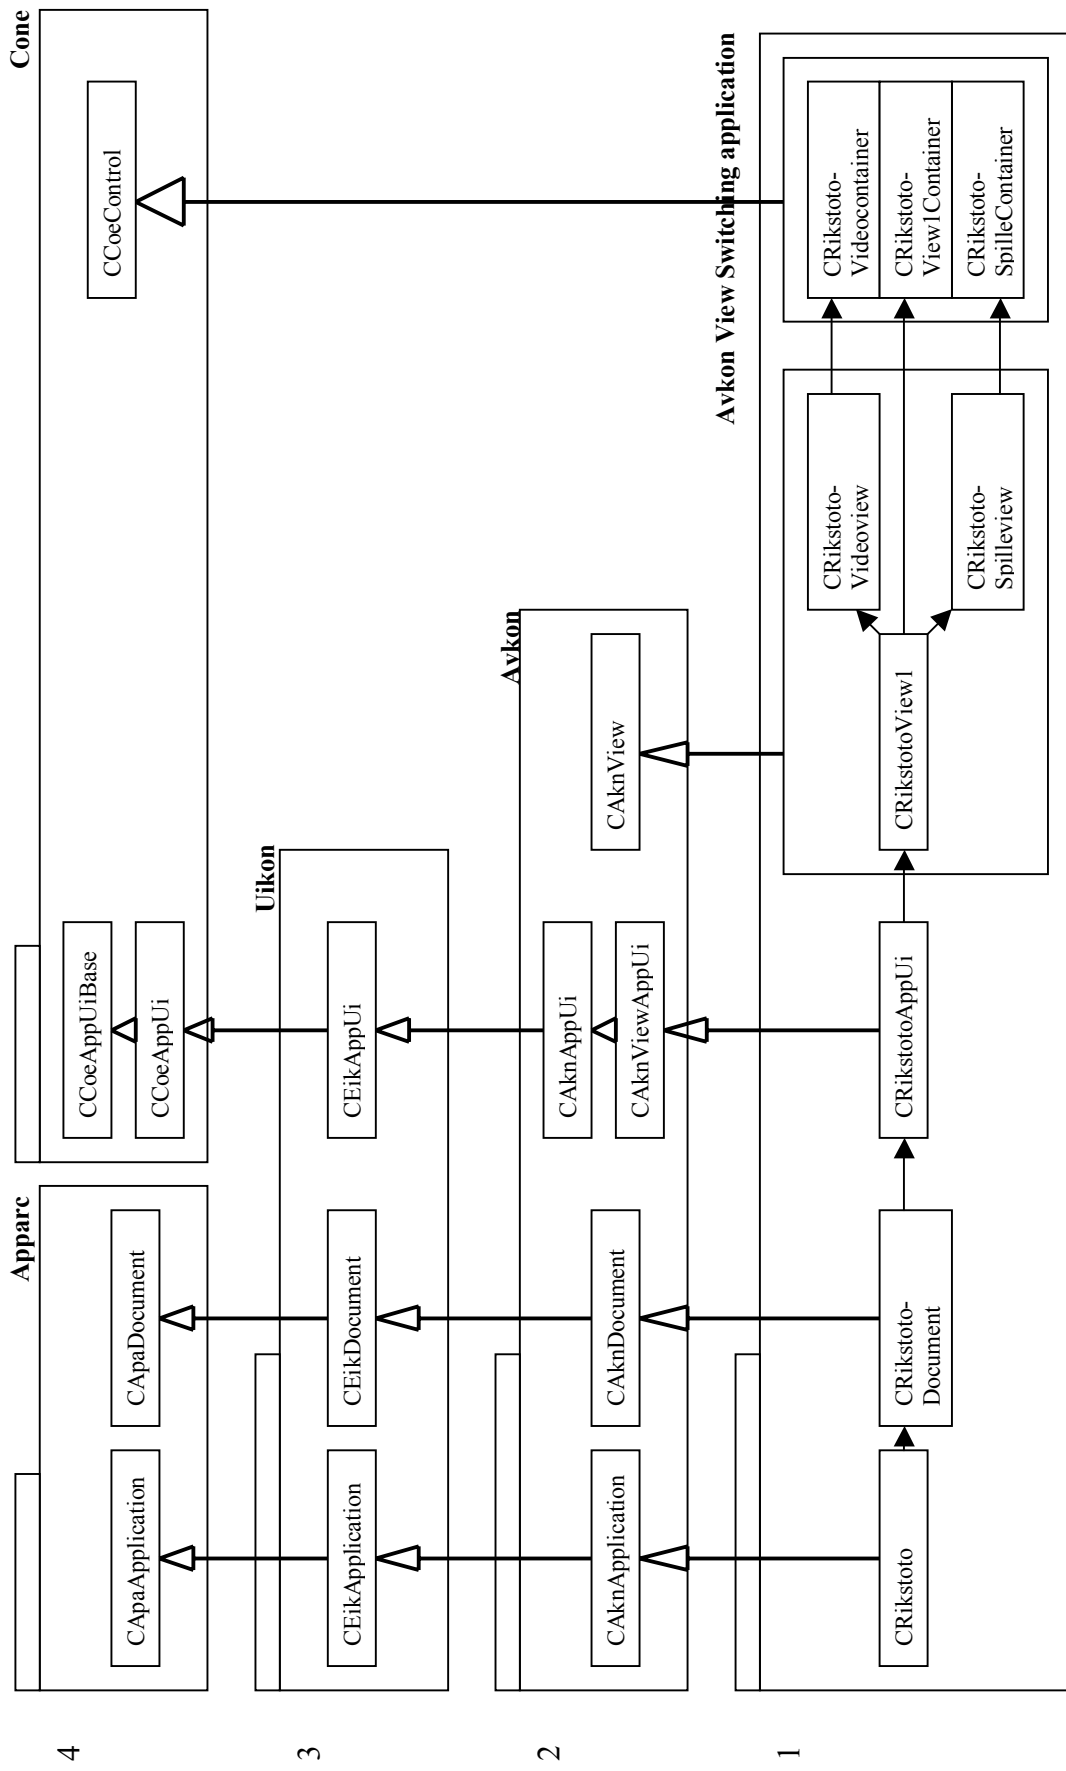 4
Apparc
Cone
CApaApplication
CApaDocument
CCoeAppUiBase
CCoeAppUi
CCoeControl
3
Uikon
CEikApplication
CEikDocument
CEikAppUi
2
Avkon
CAknApplication
CAknDocument
CAknAppUi
CAknViewAppUi
CAknView
1
Avkon View Switching application
CRikstoto
CRikstoto-
Document
CRikstotoAppUi
CRikstotoView1
CRikstoto-
Videoview
CRikstoto-
Spilleview
CRikstoto-
Videocontainer
CRikstoto-
View1Container
CRikstoto-
SpilleContainer